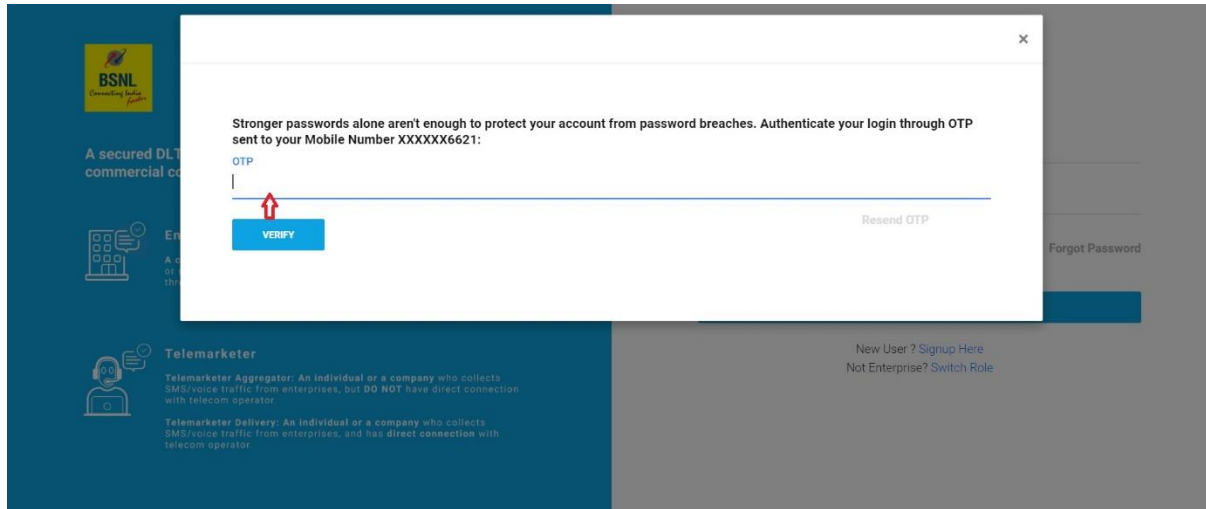 ×
BSNL
Connecting India
Faster
Stronger passwords alone aren't enough to protect your account from password breaches. Authenticate your login through OTP
sent to your Mobile Number XXXXXX6621:
OTP
VERIFY
Resend OTP
A secured DLT
commercial co
En
A c
or
thr
Forgot Password
Telemarketer
Telemarketer Aggregator: An individual or a company who collects
SMS/voice traffic from enterprises, but DO NOT have direct connection
with telecom operator.
Telemarketer Delivery: An individual or a company who collects
SMS/voice traffic from enterprises, and has direct connection with
telecom operator.
New User ? Signup Here
Not Enterprise? Switch Role